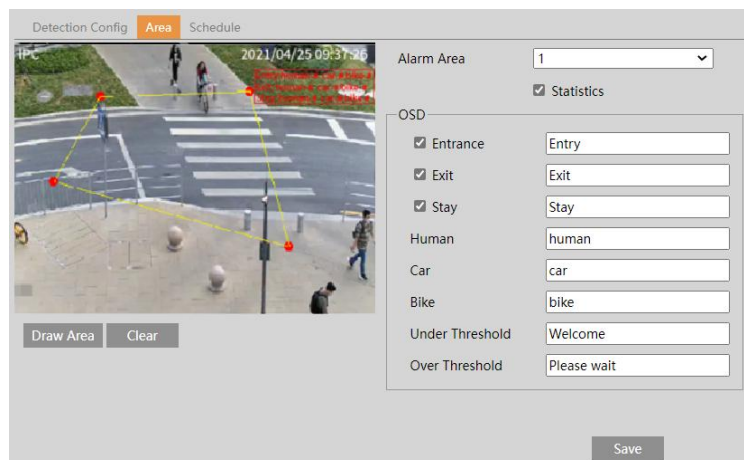 Detection Config Area Schedule
IPC 2021/04/25 09:37:26
Alarm Area 1
Statistics
OSD
Entrance Entry
Exit Exit
Stay Stay
Human human
Car car
Bike bike
Under Threshold Welcome
Over Threshold Please wait
Draw Area Clear
Save